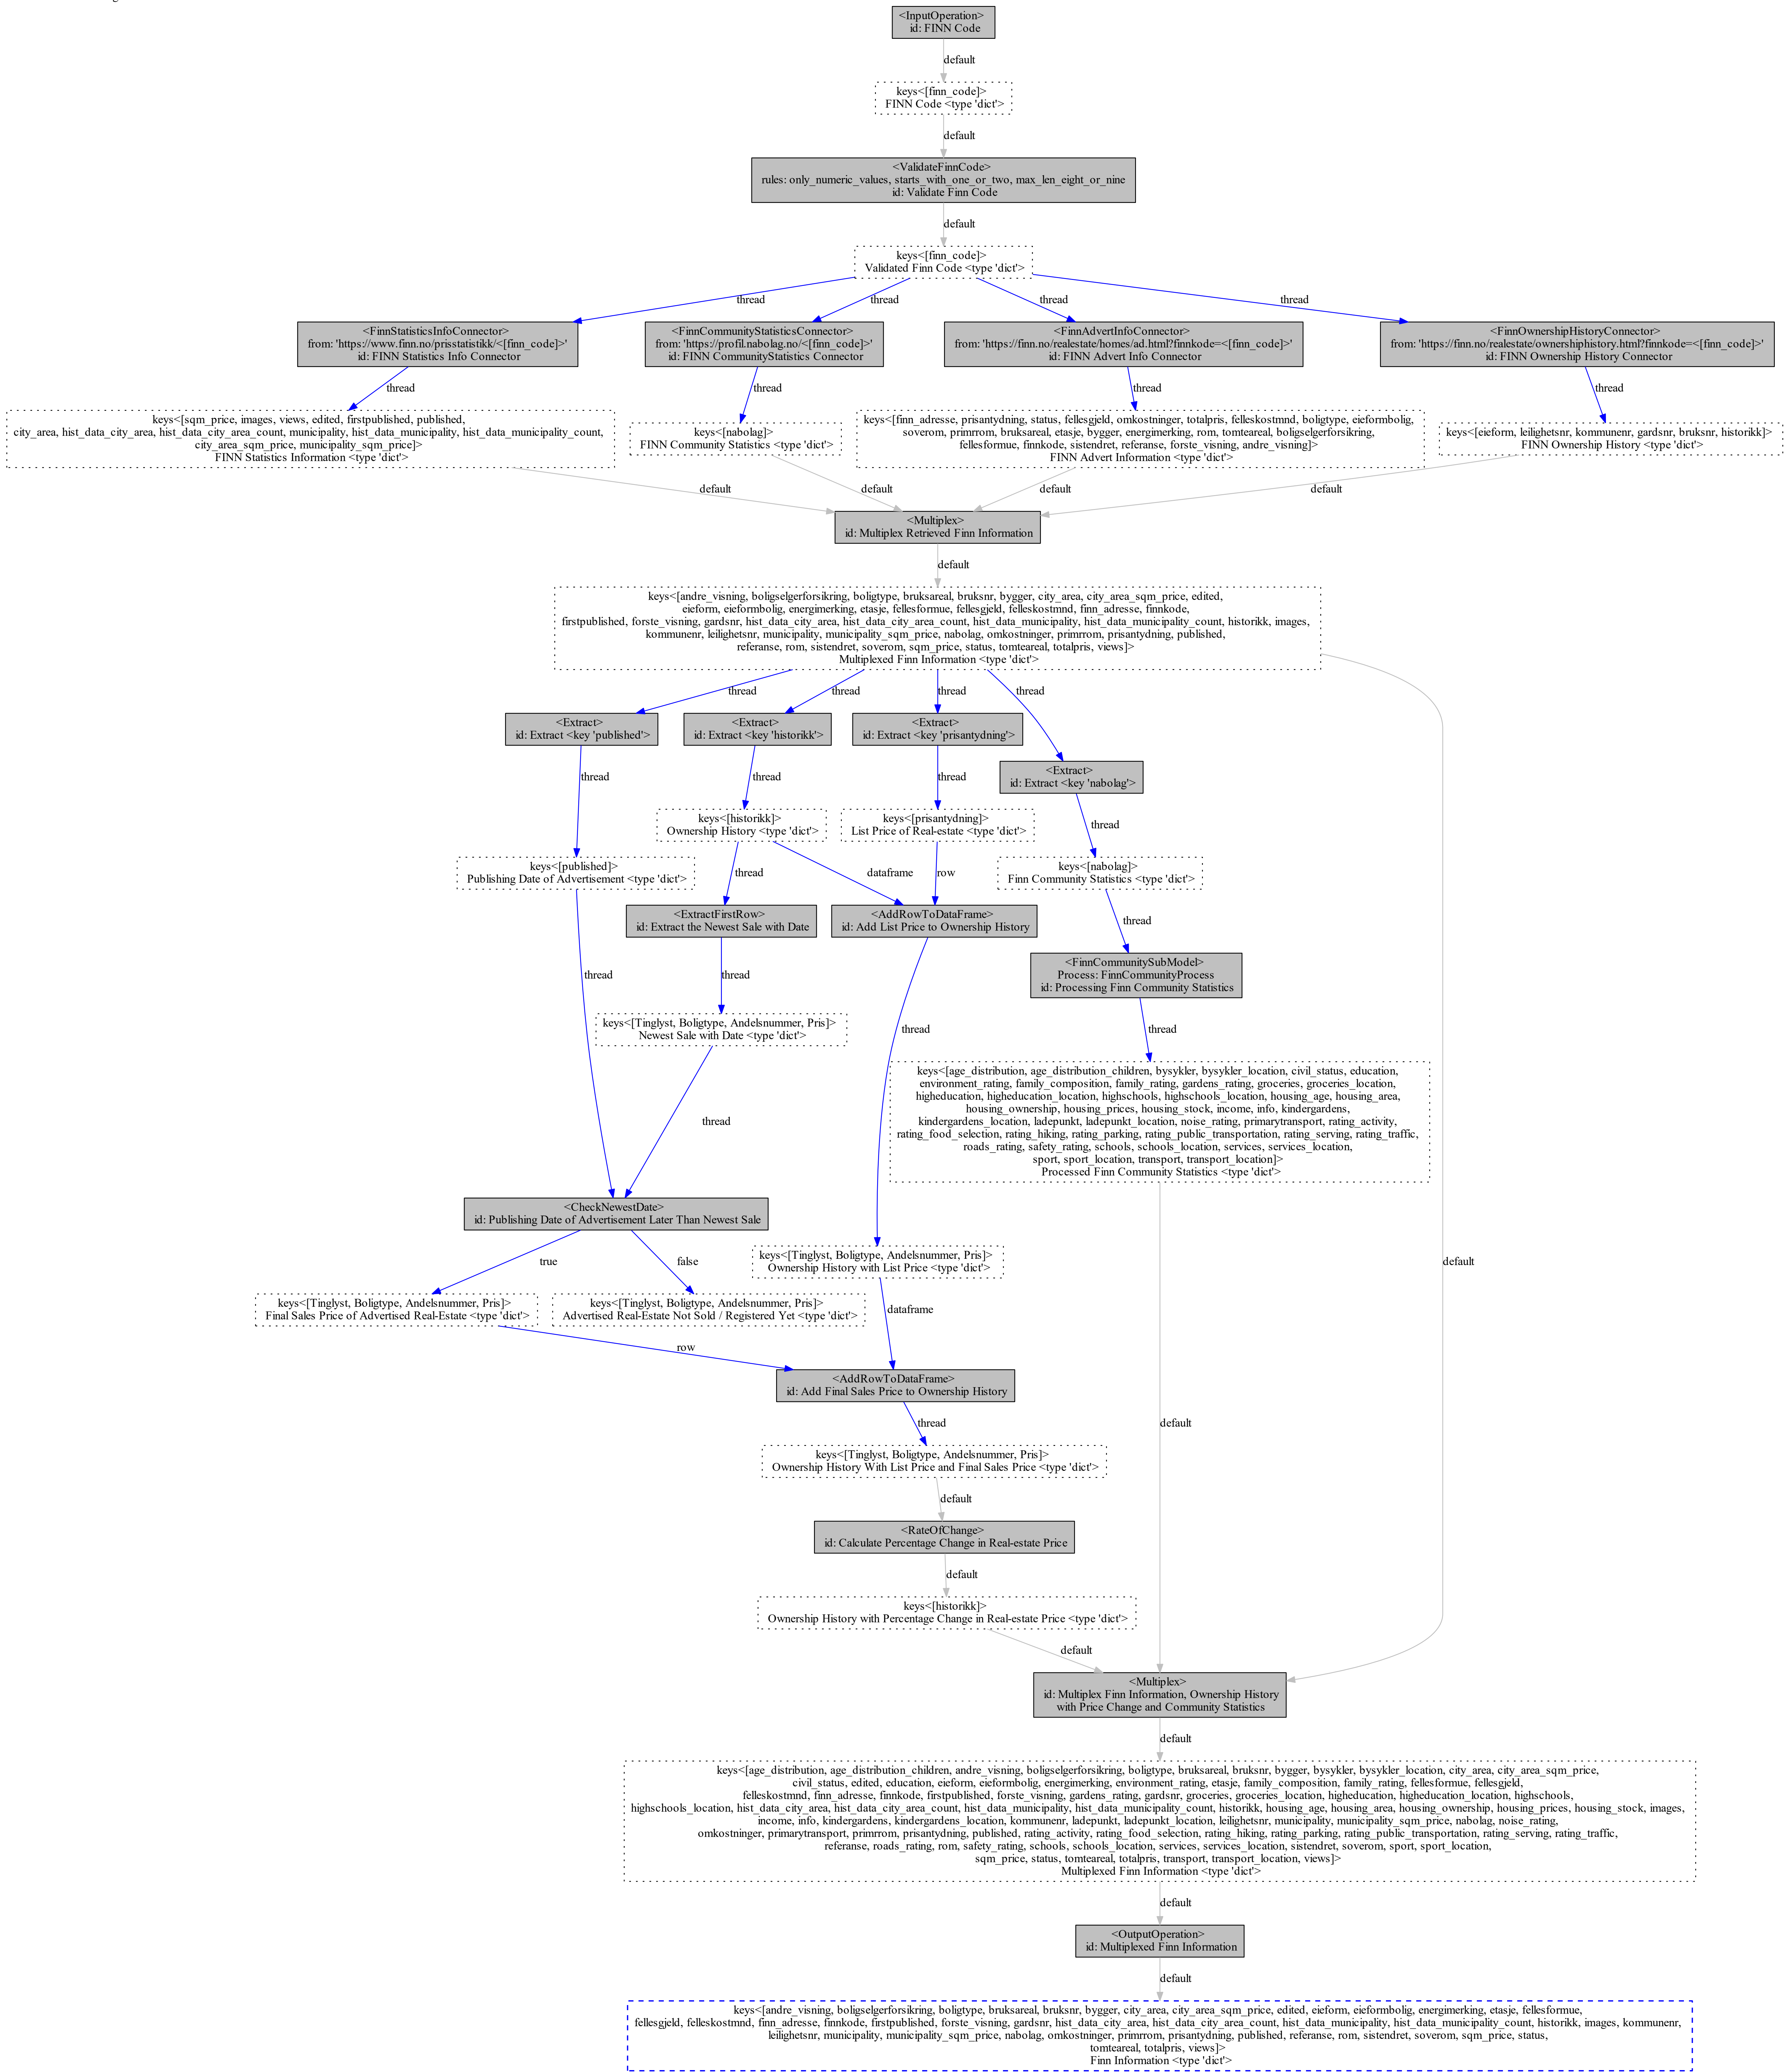 <InputOperation>
id: FINN Code
default
keys<[finn_code]>
FINN Code <type 'dict'>
default
<ValidateFinnCode>
rules: only_numeric_values, starts_with_one_or_two, max_len_eight_or_nine
id: Validate Finn Code
default
keys<[finn_code]>
Validated Finn Code <type 'dict'>
thread
thread
thread
thread
<FinnStatisticsInfoConnector>
from: 'https://www.finn.no/prisstatistikk/<[finn_code]>'
id: FINN Statistics Info Connector
<FinnCommunityStatisticsConnector>
from: 'https://profil.nabolag.no/<[finn_code]>'
id: FINN CommunityStatistics Connector
<FinnAdvertInfoConnector>
from: 'https://finn.no/realestate/homes/ad.html?finnkode=<[finn_code]>'
id: FINN Advert Info Connector
<FinnOwnershipHistoryConnector>
from: 'https://finn.no/realestate/ownershiphistory.html?finnkode=<[finn_code]>'
id: FINN Ownership History Connector
thread
thread
thread
thread
keys<[sqm_price, images, views, edited, firstpublished, published,
city_area, hist_data_city_area, hist_data_city_area_count, municipality, hist_data_municipality, hist_data_municipality_count,
city_area_sqm_price, municipality_sqm_price]>
FINN Statistics Information <type 'dict'>
keys<[nabolag]>
FINN Community Statistics <type 'dict'>
keys<[finn_adresse, prisantydning, status, fellesgjeld, omkostninger, totalpris, felleskostmnd, boligtype, eieformbolig,
soverom, primrrom, bruksareal, etasje, bygger, energimerking, rom, tomteareal, boligselgerforsikring,
fellesformue, finnkode, sistendret, referanse, forste_visning, andre_visning]>
FINN Advert Information <type 'dict'>
keys<[eieform, leilighetsnr, kommunenr, gardsnr, bruksnr, historikk]>
FINN Ownership History <type 'dict'>
default
default
default
default
<Multiplex>
id: Multiplex Retrieved Finn Information
default
keys<[andre_visning, boligselgerforsikring, boligtype, bruksareal, bruksnr, bygger, city_area, city_area_sqm_price, edited,
eieform, eieformbolig, energimerking, etasje, fellesformue, fellesgjeld, felleskostmnd, finn_adresse, finnkode,
firstpublished, forste_visning, gardsnr, hist_data_city_area, hist_data_city_area_count, hist_data_municipality, hist_data_municipality_count, historikk, images,
kommunenr, leilighetsnr, municipality, municipality_sqm_price, nabolag, omkostninger, primrrom, prisantydning, published,
referanse, rom, sistendret, soverom, sqm_price, status, tomteareal, totalpris, views]>
Multiplexed Finn Information <type 'dict'>
thread
thread
thread
thread
<Extract>
id: Extract <key 'published'>
<Extract>
id: Extract <key 'historikk'>
<Extract>
id: Extract <key 'prisantydning'>
<Extract>
id: Extract <key 'nabolag'>
thread
thread
thread
thread
keys<[historikk]>
Ownership History <type 'dict'>
keys<[prisantydning]>
List Price of Real-estate <type 'dict'>
keys<[published]>
Publishing Date of Advertisement <type 'dict'>
keys<[nabolag]>
Finn Community Statistics <type 'dict'>
thread
dataframe
row
thread
<ExtractFirstRow>
id: Extract the Newest Sale with Date
<AddRowToDataFrame>
id: Add List Price to Ownership History
<FinnCommunitySubModel>
Process: FinnCommunityProcess
id: Processing Finn Community Statistics
thread
thread
thread
thread
keys<[Tinglyst, Boligtype, Andelsnummer, Pris]>
Newest Sale with Date <type 'dict'>
keys<[age_distribution, age_distribution_children, bysykler, bysykler_location, civil_status, education,
environment_rating, family_composition, family_rating, gardens_rating, groceries, groceries_location,
higheducation, higheducation_location, highschools, highschools_location, housing_age, housing_area,
housing_ownership, housing_prices, housing_stock, income, info, kindergardens,
kindergardens_location, ladepunkt, ladepunkt_location, noise_rating, primarytransport, rating_activity,
rating_food_selection, rating_hiking, rating_parking, rating_public_transportation, rating_serving, rating_traffic,
roads_rating, safety_rating, schools, schools_location, services, services_location,
sport, sport_location, transport, transport_location]>
Processed Finn Community Statistics <type 'dict'>
thread
<CheckNewestDate>
id: Publishing Date of Advertisement Later Than Newest Sale
true
false
default
keys<[Tinglyst, Boligtype, Andelsnummer, Pris]>
Ownership History with List Price <type 'dict'>
keys<[Tinglyst, Boligtype, Andelsnummer, Pris]>
Final Sales Price of Advertised Real-Estate <type 'dict'>
keys<[Tinglyst, Boligtype, Andelsnummer, Pris]>
Advertised Real-Estate Not Sold / Registered Yet <type 'dict'>
dataframe
row
<AddRowToDataFrame>
id: Add Final Sales Price to Ownership History
thread
default
keys<[Tinglyst, Boligtype, Andelsnummer, Pris]>
Ownership History With List Price and Final Sales Price <type 'dict'>
default
<RateOfChange>
id: Calculate Percentage Change in Real-estate Price
default
keys<[historikk]>
Ownership History with Percentage Change in Real-estate Price <type 'dict'>
default
<Multiplex>
id: Multiplex Finn Information, Ownership History
with Price Change and Community Statistics
default
keys<[age_distribution, age_distribution_children, andre_visning, boligselgerforsikring, boligtype, bruksareal, bruksnr, bygger, bysykler, bysykler_location, city_area, city_area_sqm_price,
civil_status, edited, education, eieform, eieformbolig, energimerking, environment_rating, etasje, family_composition, family_rating, fellesformue, fellesgjeld,
felleskostmnd, finn_adresse, finnkode, firstpublished, forste_visning, gardens_rating, gardsnr, groceries, groceries_location, higheducation, higheducation_location, highschools,
highschools_location, hist_data_city_area, hist_data_city_area_count, hist_data_municipality, hist_data_municipality_count, historikk, housing_age, housing_area, housing_ownership, housing_prices, housing_stock, images,
income, info, kindergardens, kindergardens_location, kommunenr, ladepunkt, ladepunkt_location, leilighetsnr, municipality, municipality_sqm_price, nabolag, noise_rating,
omkostninger, primarytransport, primrrom, prisantydning, published, rating_activity, rating_food_selection, rating_hiking, rating_parking, rating_public_transportation, rating_serving, rating_traffic,
referanse, roads_rating, rom, safety_rating, schools, schools_location, services, services_location, sistendret, soverom, sport, sport_location,
sqm_price, status, tomteareal, totalpris, transport, transport_location, views]>
Multiplexed Finn Information <type 'dict'>
default
<OutputOperation>
id: Multiplexed Finn Information
default
keys<[andre_visning, boligselgerforsikring, boligtype, bruksareal, bruksnr, bygger, city_area, city_area_sqm_price, edited, eieform, eieformbolig, energimerking, etasje, fellesformue,
fellesgjeld, felleskostmnd, finn_adresse, finnkode, firstpublished, forste_visning, gardsnr, hist_data_city_area, hist_data_city_area_count, hist_data_municipality, hist_data_municipality_count, historikk, images, kommunenr,
leilighetsnr, municipality, municipality_sqm_price, nabolag, omkostninger, primrrom, prisantydning, published, referanse, rom, sistendret, soverom, sqm_price, status,
tomteareal, totalpris, views]>
Finn Information <type 'dict'>